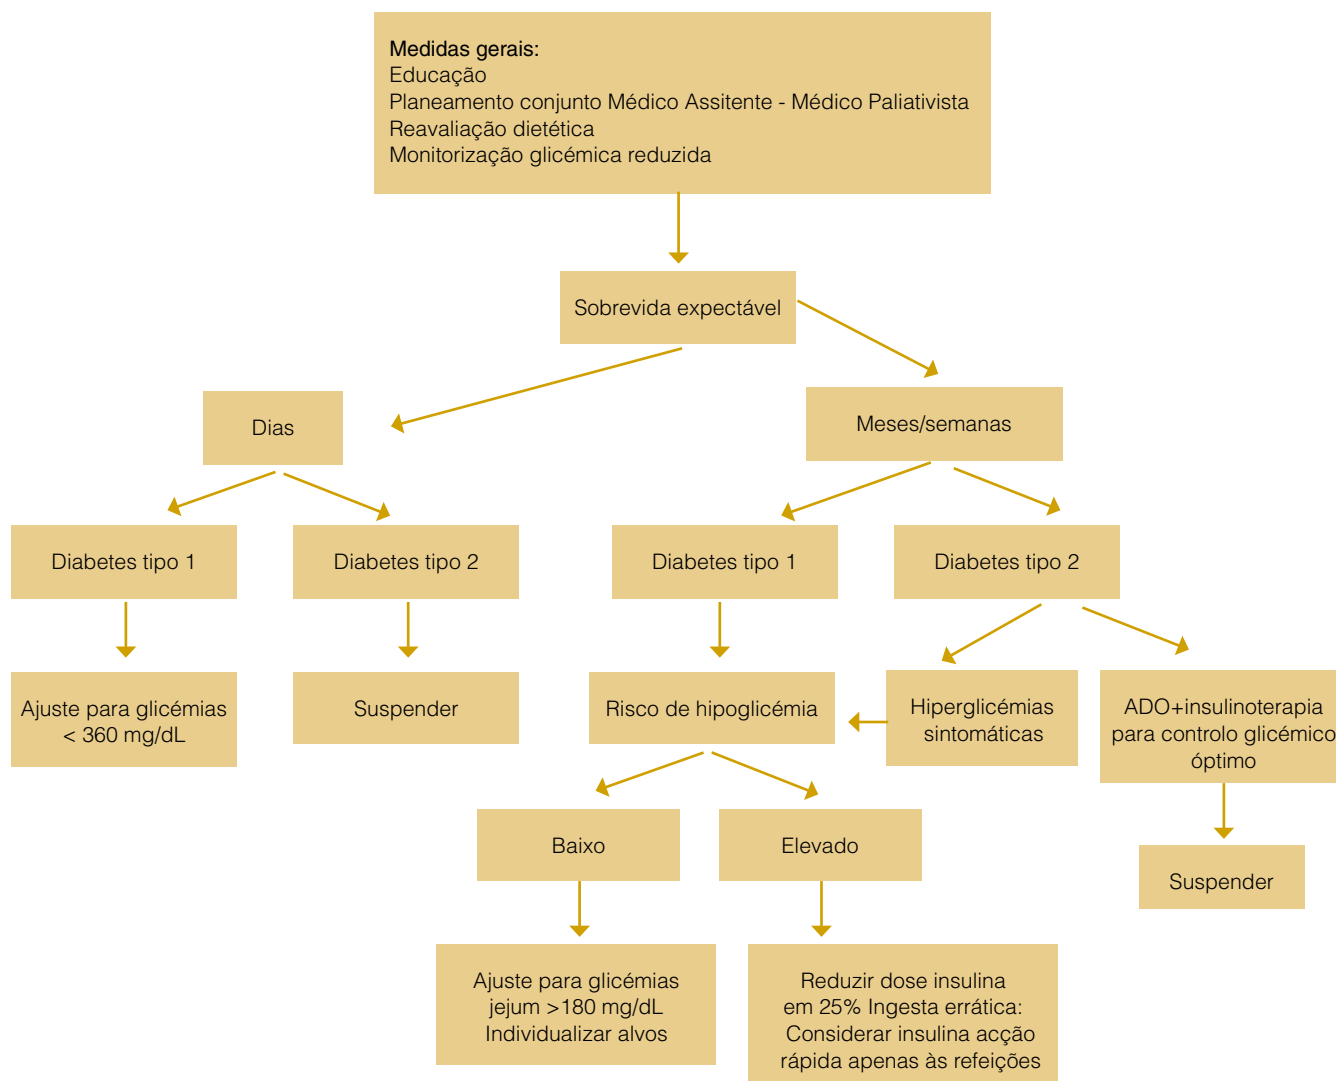 Medidas gerais:
Educação
Planeamento conjunto Médico Assitente - Médico Paliativista
Reavaliação dietética
Monitorização glicémica reduzida
Sobrevida expectável
Dias
Meses/semanas
Diabetes tipo 1
Diabetes tipo 2
Diabetes tipo 1
Diabetes tipo 2
Ajuste para glicémias
< 360 mg/dL
Suspender
Risco de hipoglicémia
Hiperglicémias
sintomáticas
ADO+insulinoterapia
para controlo glicémico
óptimo
Baixo
Elevado
Suspender
Ajuste para glicémias
jejum >180 mg/dL
Individualizar alvos
Reduzir dose insulina
em 25% Ingesta errática:
Considerar insulina acção
rápida apenas às refeições